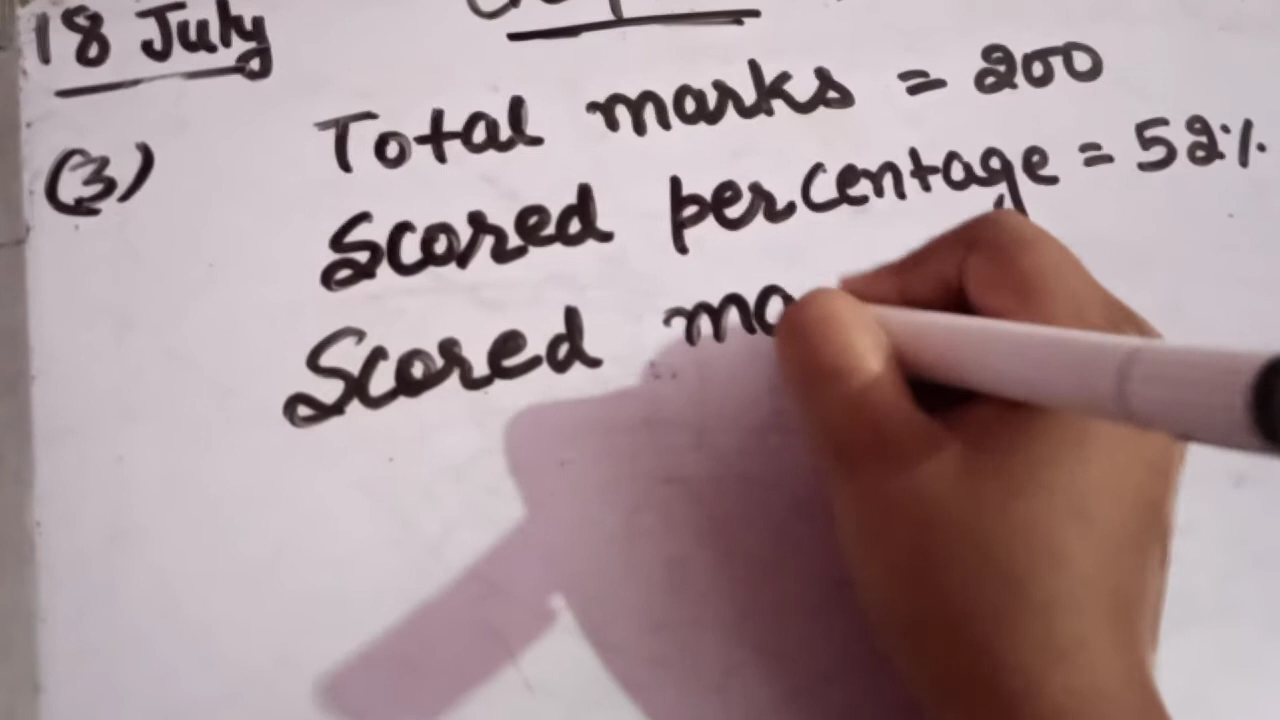 18 July
(3) Total marks = 200
Scored percentage = 52%
Scored